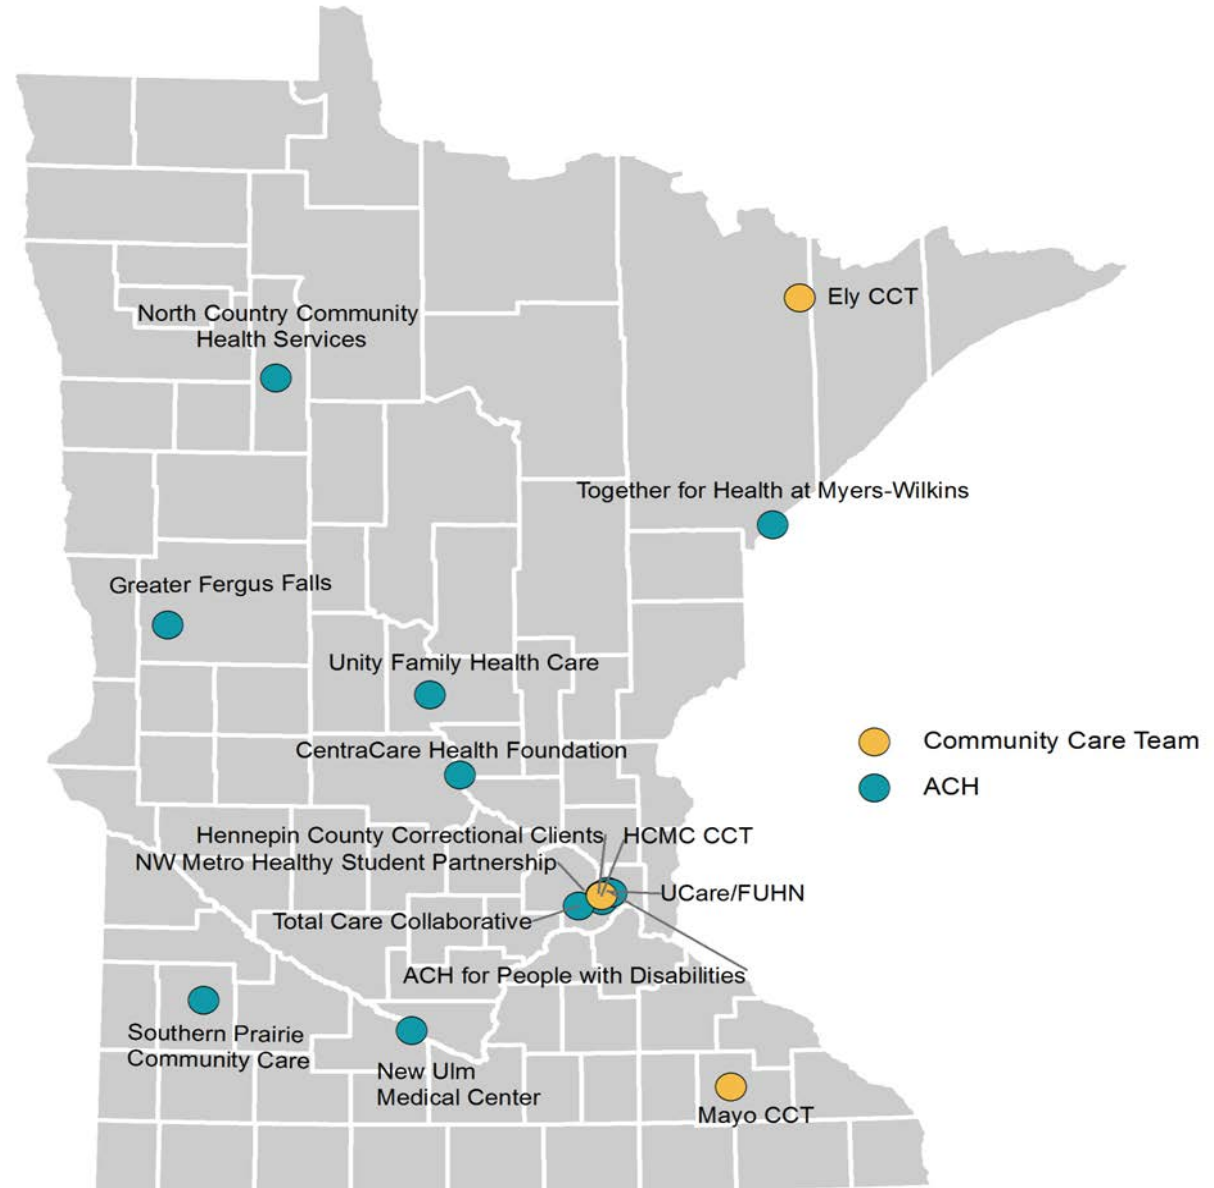 Ely CCT
North Country Community
Health Services
Together for Health at Myers-Wilkins
Greater Fergus Falls
Unity Family Health Care
Community Care Team
CentraCare Health Foundation
ACH
Hennepin County Correctional Clients
HCMC CCT
NW Metro Healthy Student Partnership
UCare/FUHN
Total Care Collaborative
ACH for People with Disabilities
Southern Prairie
Community Care
New Ulm
Medical Center
Mayo CCT